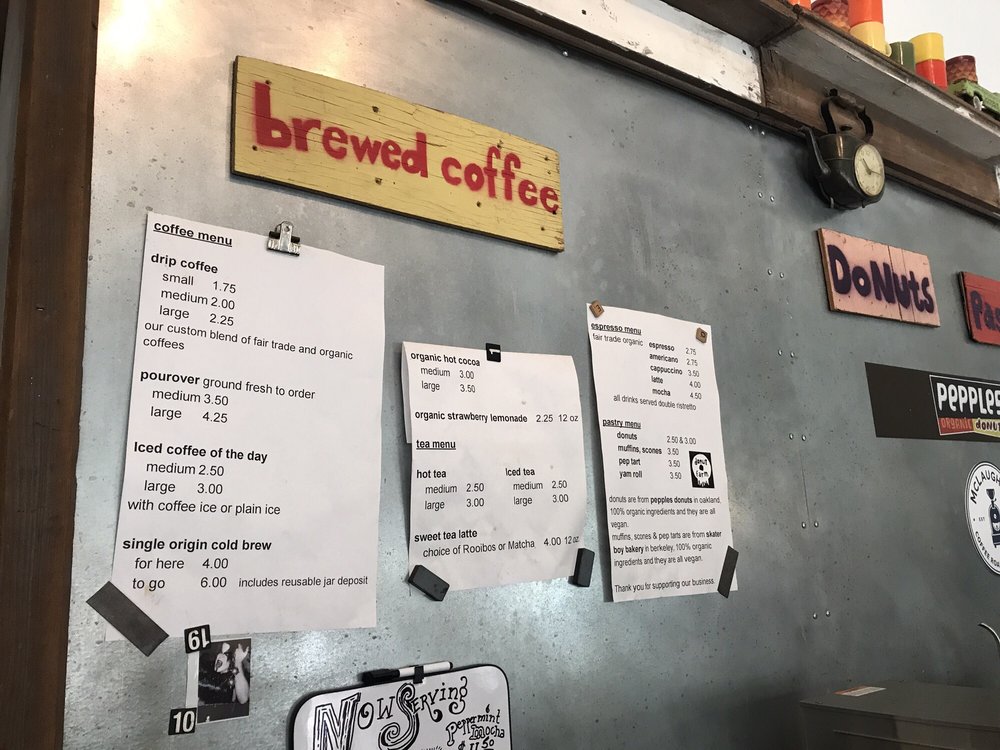 brewed coffee
coffee menu
drip coffee
small 1.75
medium 2.00
large 2.25
our custom blend of fair trade and organic
coffees
pourover ground fresh to order
medium 3.50
large 4.25
Iced coffee of the day
medium 2.50
large 3.00
with coffee ice or plain ice
single origin cold brew
for here 4.00
to go 6.00 includes reusable jar deposit
organic hot cocoa
medium 3.00
large 3.50
organic strawberry lemonade 2.25 12 oz
tea menu
hot tea Iced tea
medium 2.50 medium 2.50
large 3.00 large 3.00
sweet tea latte
choice of Rooibos or Matcha 4.00 12 oz
espresso menu
fair trade organic espresso 2.75
americano 2.75
cappuccino 3.50
latte 4.00
mocha 4.50
all drinks served double ristretto
pastry menu
donuts 2.50 & 3.00
muffins, scones 3.50
pep tart 3.50
yam roll 3.50
donut
farm
donuts are from pepples donuts in oakland,
100% organic ingredients and they are all
vegan.
muffins, scones & pep tarts are from skater
boy bakery in berkeley, 100% organic
ingredients and they are all vegan.
Thank you for supporting our business.
DoNuts
Pas
PEPPLES
ORGANIC DONUT
McLAUGH
EST
COFFEE ROA
19
10
Now Serving
Peppermint
mocha